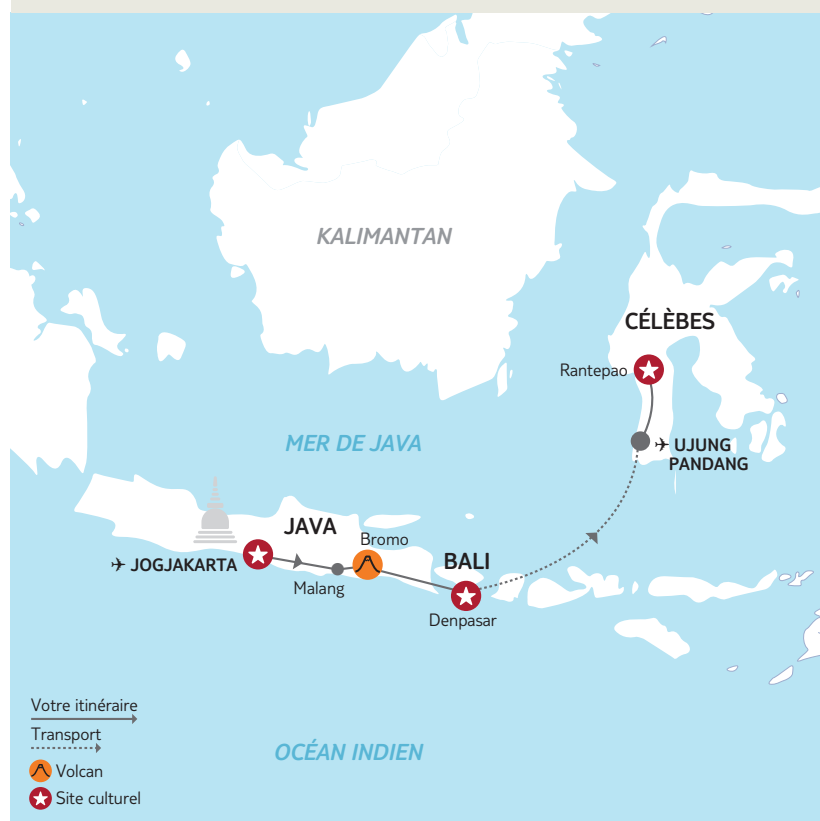 KALIMANTAN
CÉLÈBES
Rantepao
MER DE JAVA
UJUNG
PANDANG
JAVA
Bromo
BALI
JOGJAKARTA
Malang
Denpasar
Votre itinéraire
Transport
OCÉAN INDIEN
Volcan
Site culturel